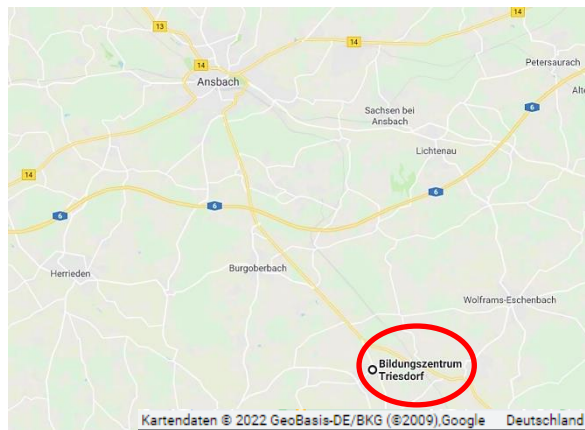 14
13
14
14
Ansbach
Petersaurach
6
Sachsen bei
Ansbach
Lichtenau
14
6
6
6
Burgoberbach
Herrieden
Wolframs-Eschenbach
Bildungszentrum
Triesdorf
Kartendaten © 2022 GeoBasis-DE/BKG (©2009),Google Deutschland